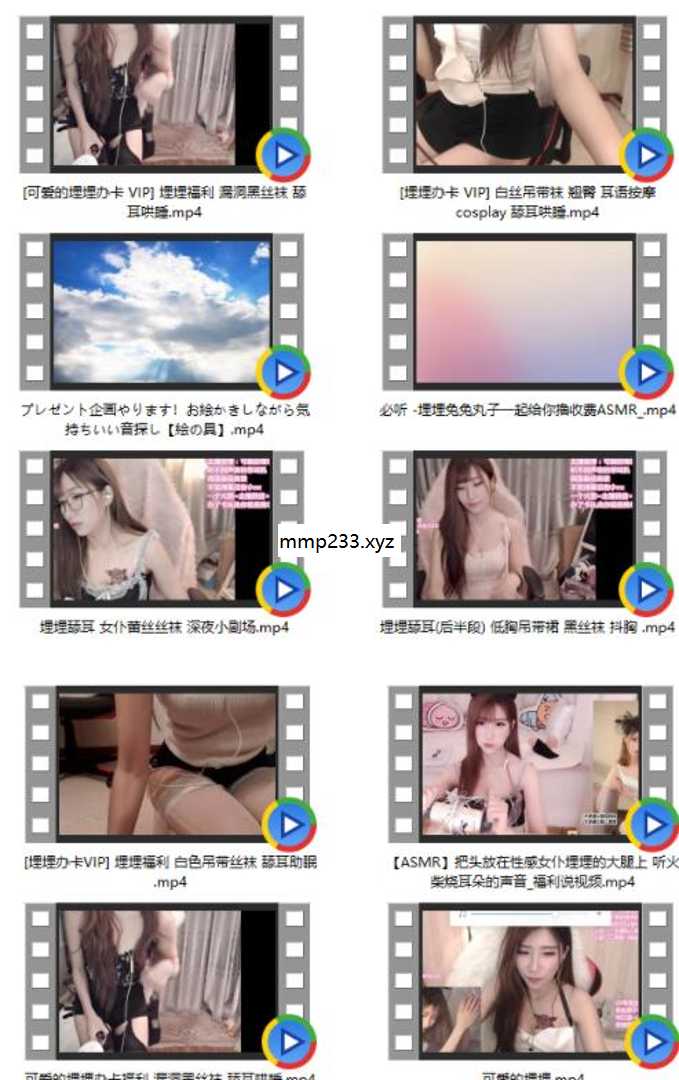 [可爱的埋埋办卡 VIP] 埋埋福利 漏洞黑丝袜 舔
耳哄睡.mp4
[埋埋办卡 VIP] 白丝吊带袜 翘臀 耳语按摩
cosplay 舔耳哄睡.mp4
プレゼント企画やります！お絵かきしながら気
持ちいい音探し【絵の具】.mp4
必听 -埋埋兔兔丸子一起给你撸收费ASMR_.mp4
mmp233.xyz
埋埋舔耳 女仆蕾丝丝袜 深夜小剧场.mp4
埋埋舔耳(后半段) 低胸吊带裙 黑丝袜 抖胸 .mp4
[埋埋办卡VIP] 埋埋福利 白色吊带丝袜 舔耳助眠
.mp4
【ASMR】把头放在性感女仆埋埋的大腿上 听火
柴烧耳朵的声音_福利说视频.mp4
可爱的埋埋办卡福利 漏洞黑丝袜 舔耳哄睡.mp4
可爱的埋埋.mp4